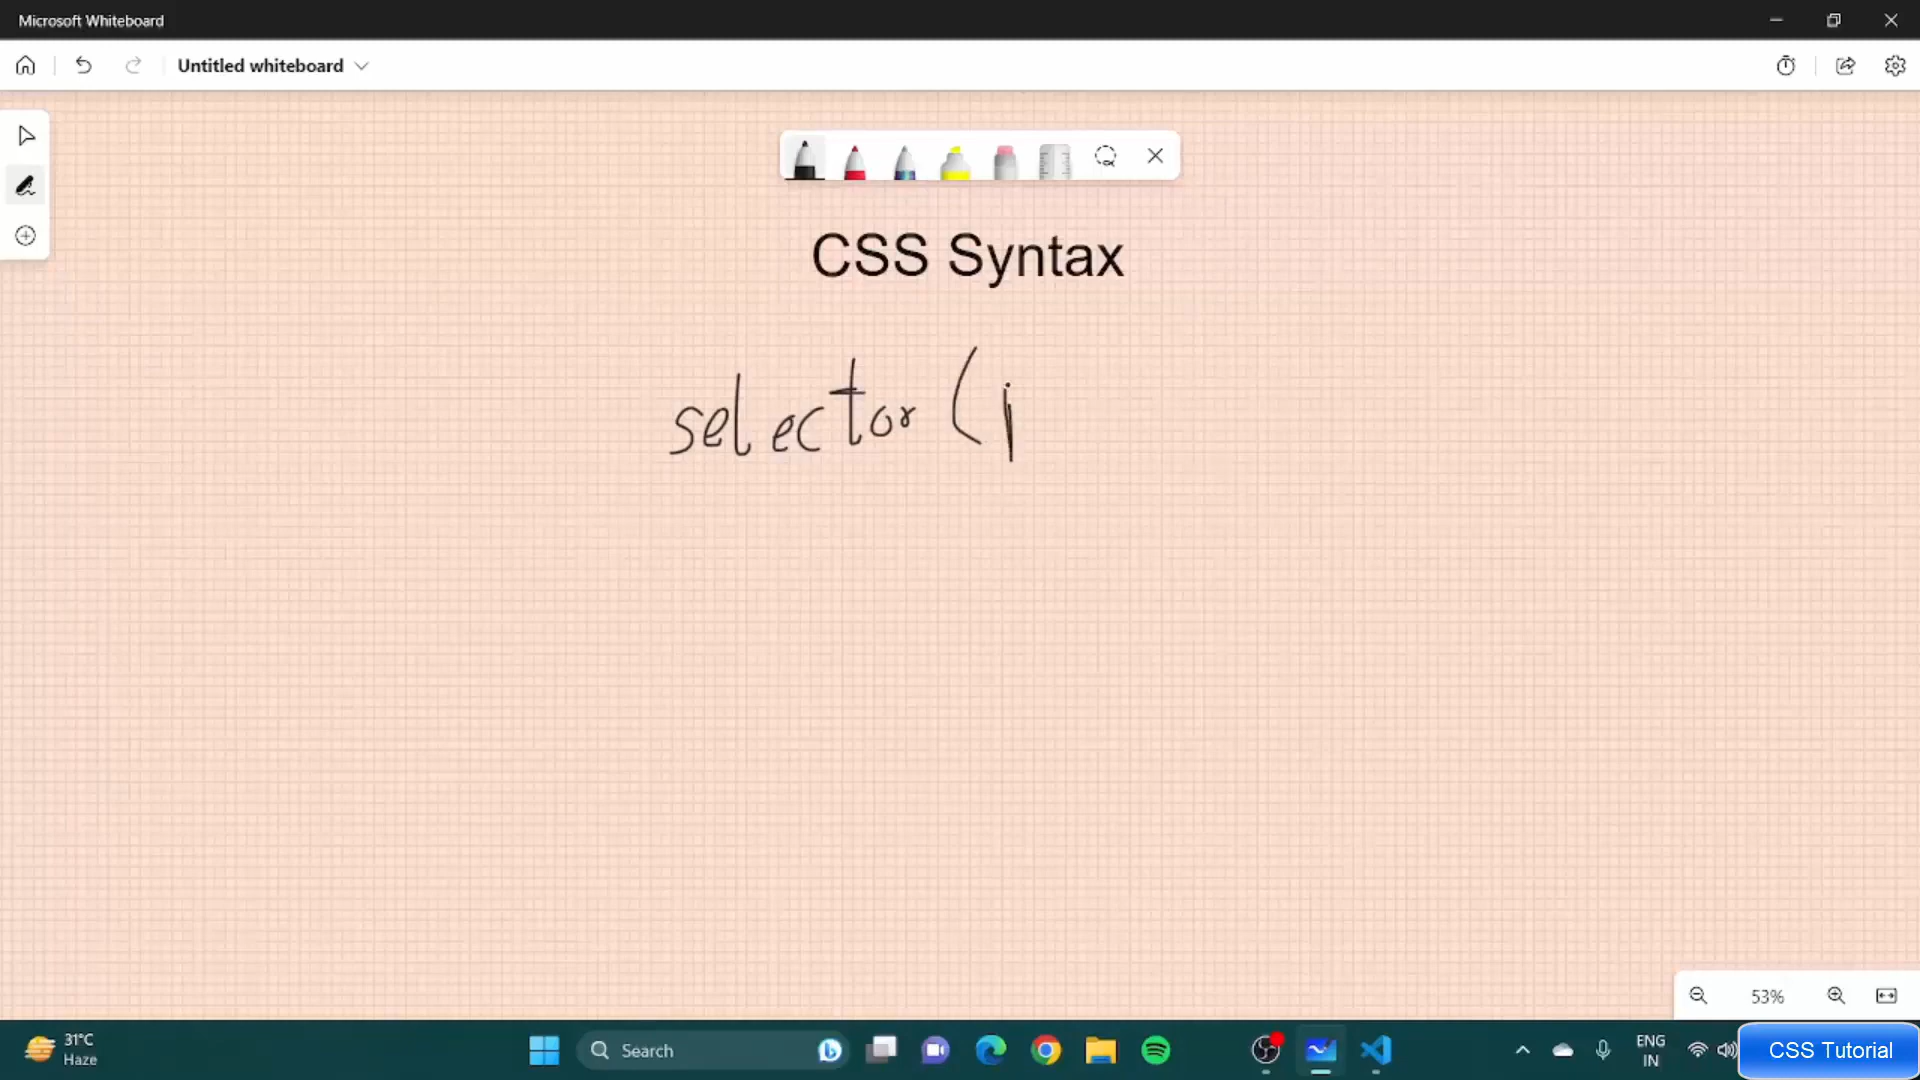 Microsoft Whiteboard
Untitled whiteboard
CSS Syntax
selector (
53%
31°C
Haze
Search
ENG
IN
CSS Tutorial